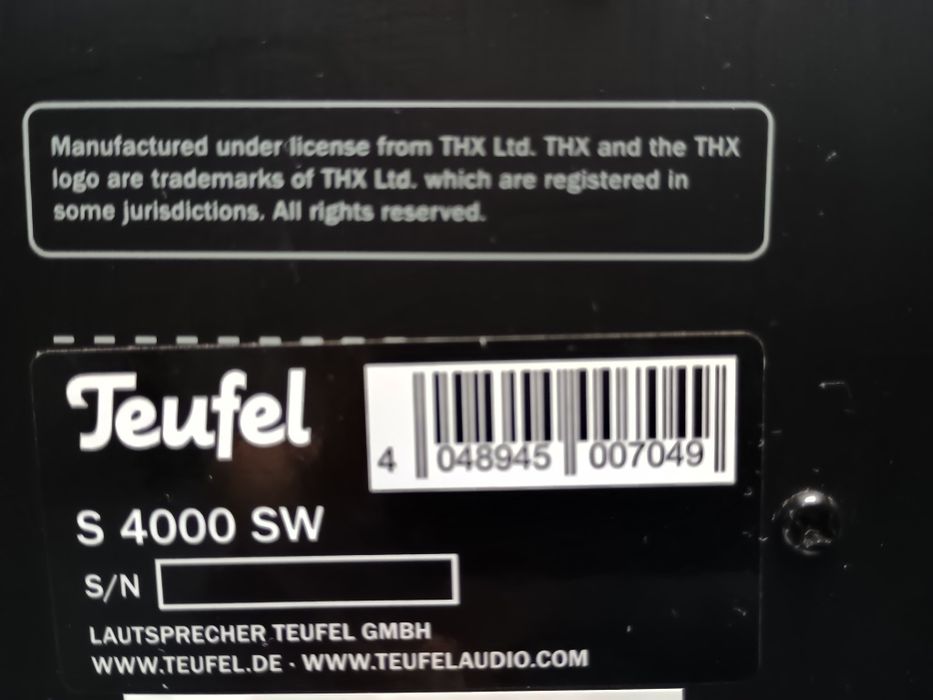 Manufactured under license from THX Ltd. THX and the THX
logo are trademarks of THX Ltd. which are registered in
some jurisdictions. All rights reserved.
Teufel
4 048945 007049
S 4000 SW
S/N
LAUTSPRECHER TEUFEL GMBH
WWW.TEUFEL.DE · WWW.TEUFELAUDIO.COM